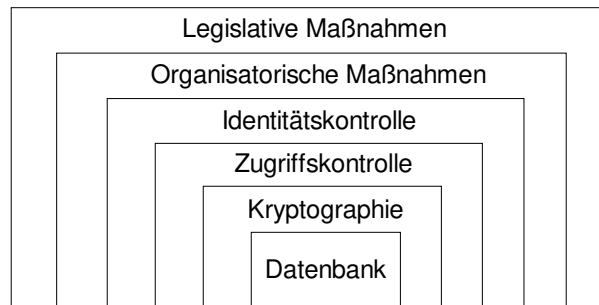 Legislative Maßnahmen
Organisatorische Maßnahmen
Identitätskontrolle
Zugriffskontrolle
Kryptographie
Datenbank